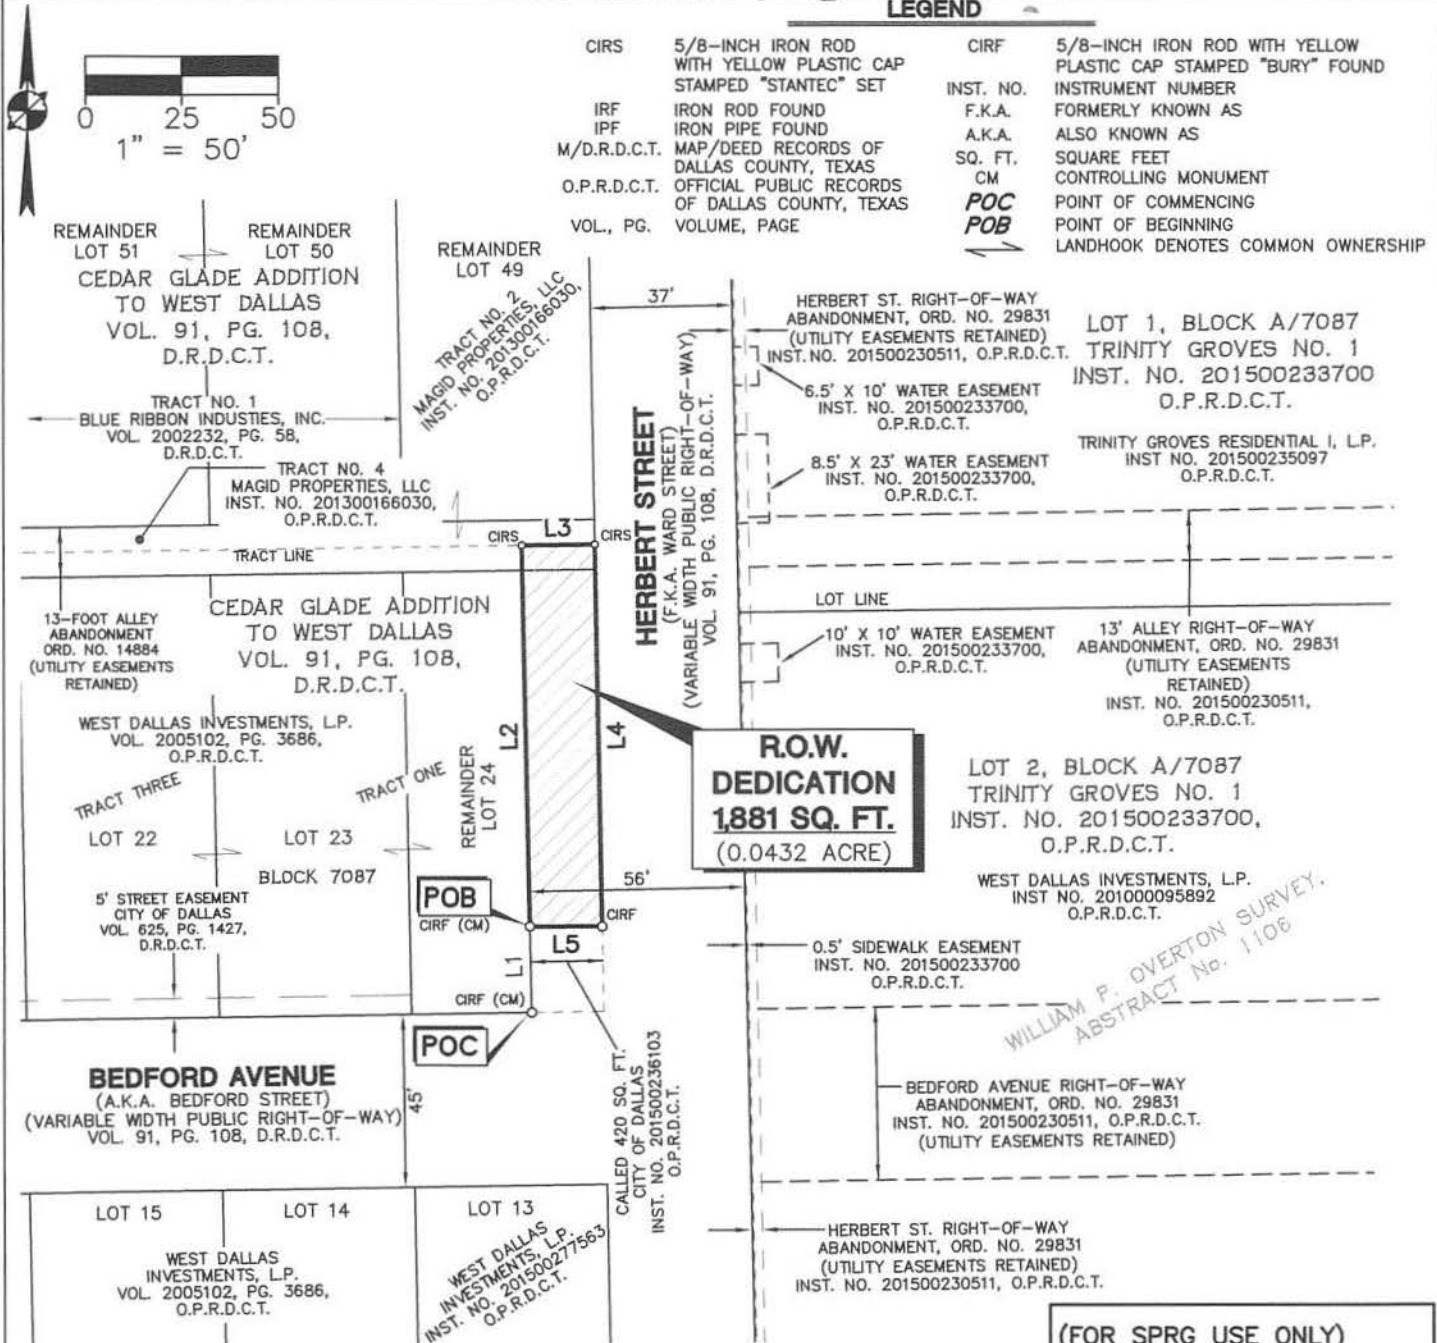 LEGEND
CIRS 5/8-INCH IRON ROD
WITH YELLOW PLASTIC CAP
STAMPED "STANTEC" SET
IRF IRON ROD FOUND
IPF IRON PIPE FOUND
M/D.R.D.C.T. MAP/DEED RECORDS OF
DALLAS COUNTY, TEXAS
O.P.R.D.C.T. OFFICIAL PUBLIC RECORDS
OF DALLAS COUNTY, TEXAS
VOL., PG. VOLUME, PAGE
CIRF 5/8-INCH IRON ROD WITH YELLOW
PLASTIC CAP STAMPED "BURY" FOUND
INST. NO. INSTRUMENT NUMBER
F.K.A. FORMERLY KNOWN AS
A.K.A. ALSO KNOWN AS
SQ. FT. SQUARE FEET
CM CONTROLLING MONUMENT
POC POINT OF COMMENCING
POB POINT OF BEGINNING
LANDHOOK DENOTES COMMON OWNERSHIP
0 25 50
1" = 50'
REMAINDER
LOT 51
REMAINDER
LOT 50
CEDAR GLADE ADDITION
TO WEST DALLAS
VOL. 91, PG. 108,
D.R.D.C.T.
REMAINDER
LOT 49
TRACT NO. 2
MAGID PROPERTIES, LLC
INST. NO. 201300166030,
O.P.R.D.C.T.
TRACT NO. 1
BLUE RIBBON INDUSTIES, INC.
VOL. 2002232, PG. 58,
D.R.D.C.T.
TRACT NO. 4
MAGID PROPERTIES, LLC
INST. NO. 201300166030,
O.P.R.D.C.T.
37'
HERBERT STREET
(F.K.A. WARD STREET)
(VARIABLE WIDTH PUBLIC RIGHT-OF-WAY)
VOL. 91, PG. 108, D.R.D.C.T.
HERBERT ST. RIGHT-OF-WAY
ABANDONMENT, ORD. NO. 29831
(UTILITY EASEMENTS RETAINED)
INST. NO. 201500230511, O.P.R.D.C.T.
6.5' X 10' WATER EASEMENT
INST. NO. 201500233700,
O.P.R.D.C.T.
8.5' X 23' WATER EASEMENT
INST. NO. 201500233700,
O.P.R.D.C.T.
LOT 1, BLOCK A/7087
TRINITY GROVES NO. 1
INST. NO. 201500233700
O.P.R.D.C.T.
TRINITY GROVES RESIDENTIAL I, L.P.
INST NO. 201500235097
O.P.R.D.C.T.
CIRS
L3
CIRS
TRACT LINE
LOT LINE
13-FOOT ALLEY
ABANDONMENT
ORD. NO. 14884
(UTILITY EASEMENTS
RETAINED)
CEDAR GLADE ADDITION
TO WEST DALLAS
VOL. 91, PG. 108,
D.R.D.C.T.
10' X 10' WATER EASEMENT
INST. NO. 201500233700,
O.P.R.D.C.T.
13' ALLEY RIGHT-OF-WAY
ABANDONMENT, ORD. NO. 29831
(UTILITY EASEMENTS
RETAINED)
INST. NO. 201500230511,
O.P.R.D.C.T.
WEST DALLAS INVESTMENTS, L.P.
VOL. 2005102, PG. 3686,
O.P.R.D.C.T.
TRACT THREE
TRACT ONE
LOT 22
LOT 23
BLOCK 7087
REMAINDER
LOT 24
L2
L4
R.O.W.
DEDICATION
1,881 SQ. FT.
(0.0432 ACRE)
LOT 2, BLOCK A/7087
TRINITY GROVES NO. 1
INST. NO. 201500233700,
O.P.R.D.C.T.
WEST DALLAS INVESTMENTS, L.P.
INST NO. 201000095892
O.P.R.D.C.T.
WILLIAM P. OVERTON SURVEY,
ABSTRACT No. 1106
5' STREET EASEMENT
CITY OF DALLAS
VOL. 625, PG. 1427,
D.R.D.C.T.
POB
CIRF (CM)
56'
CIRF
L5
L1
CIRF (CM)
POC
0.5' SIDEWALK EASEMENT
INST. NO. 201500233700
O.P.R.D.C.T.
BEDFORD AVENUE
(A.K.A. BEDFORD STREET)
(VARIABLE WIDTH PUBLIC RIGHT-OF-WAY)
VOL. 91, PG. 108, D.R.D.C.T.
45'
CALLED 420 SQ. FT.
CITY OF DALLAS
INST. NO. 201500236103
O.P.R.D.C.T.
BEDFORD AVENUE RIGHT-OF-WAY
ABANDONMENT, ORD. NO. 29831
INST. NO. 201500230511, O.P.R.D.C.T.
(UTILITY EASEMENTS RETAINED)
LOT 15
LOT 14
LOT 13
WEST DALLAS
INVESTMENTS, L.P.
VOL. 2005102, PG. 3686,
O.P.R.D.C.T.
WEST DALLAS
INVESTMENTS, L.P.
INST. NO. 201500277563
O.P.R.D.C.T.
HERBERT ST. RIGHT-OF-WAY
ABANDONMENT, ORD. NO. 29831
(UTILITY EASEMENTS RETAINED)
INST. NO. 201500230511, O.P.R.D.C.T.
(FOR SPRG USE ONLY)